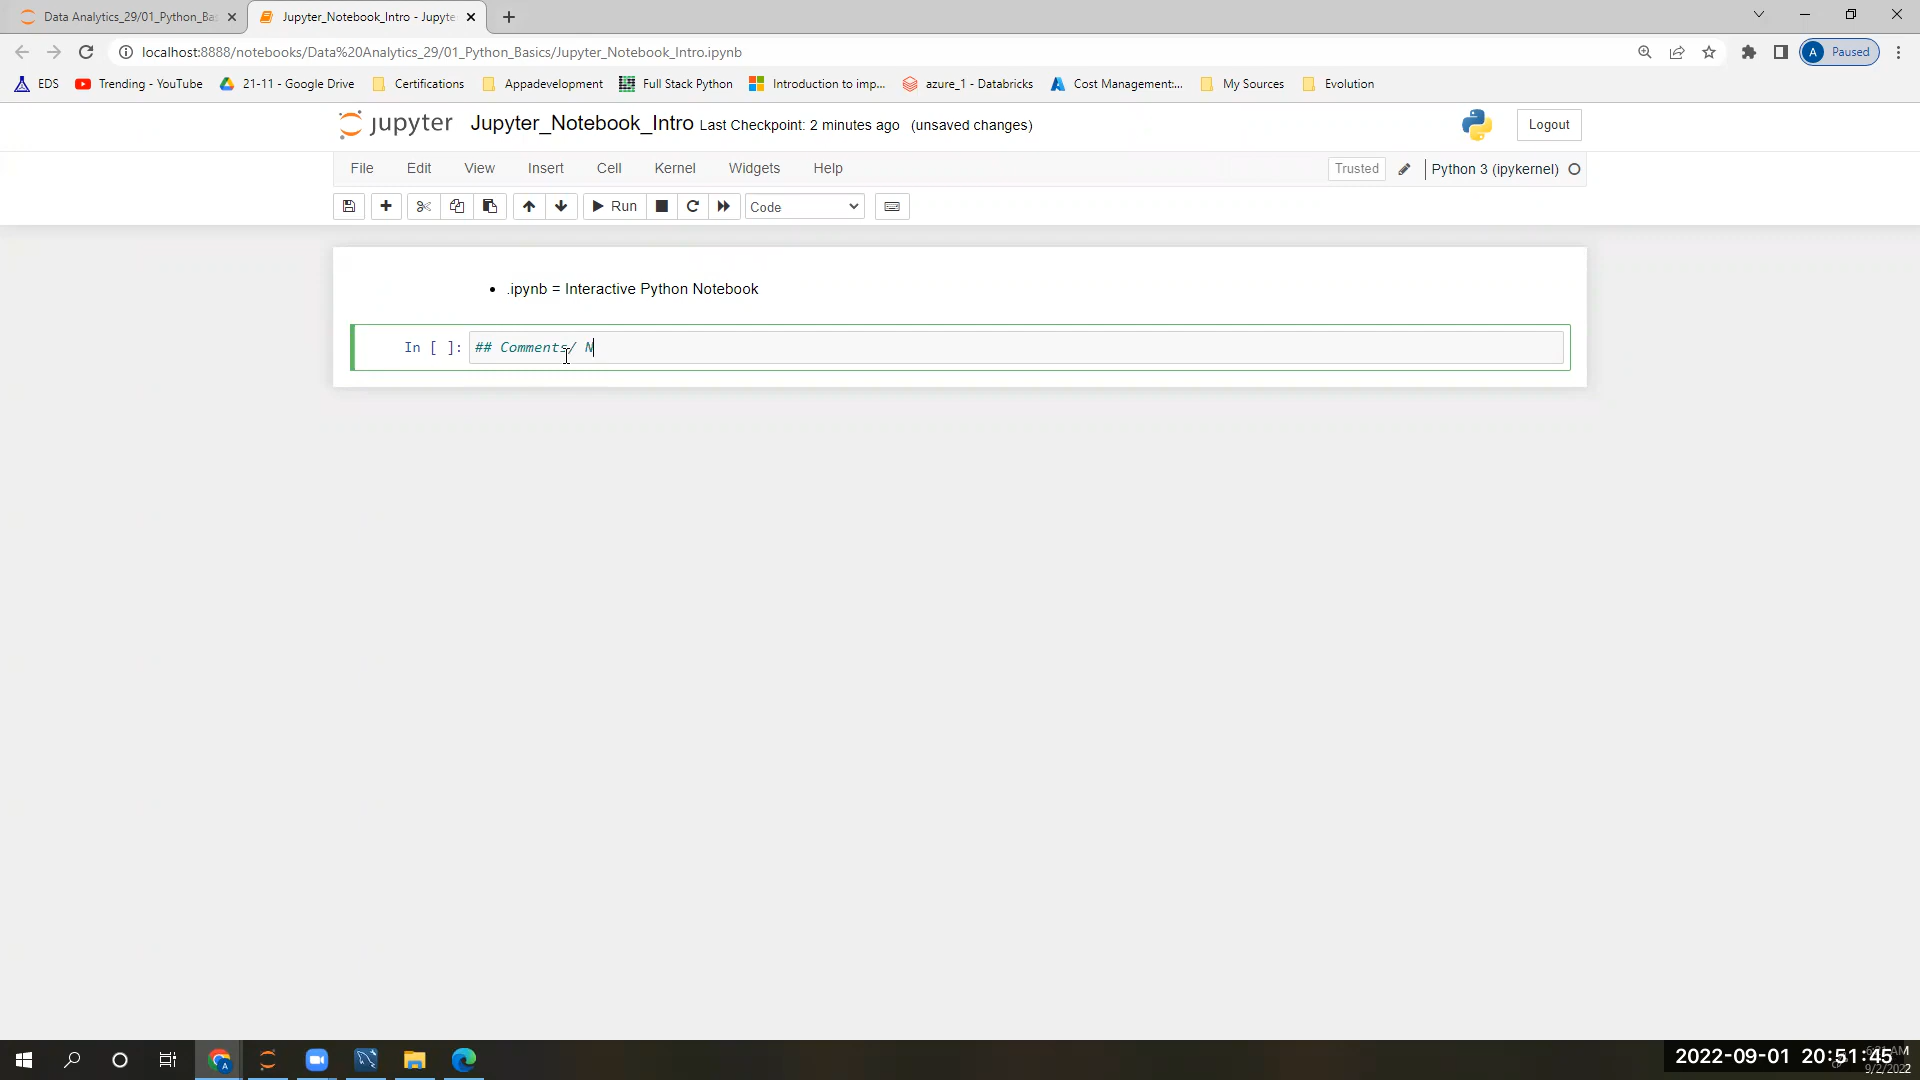 Data Analytics_29/01_Python_Ba
Jupyter_Notebook_Intro - Jupyte
localhost:8888/notebooks/Data%20Analytics_29/01_Python_Basics/Jupyter_Notebook_Intro.ipynb
A Paused
EDS
Trending - YouTube
21-11 - Google Drive
Certifications
Appadevelopment
Full Stack Python
Introduction to imp...
azure_1 - Databricks
Cost Management:...
My Sources
Evolution
jupyter Jupyter_Notebook_Intro Last Checkpoint: 2 minutes ago (unsaved changes)
Logout
File Edit View Insert Cell Kernel Widgets Help
Trusted
Python 3 (ipykernel)
Run
Code
• .ipynb = Interactive Python Notebook
In [ ]: ## Comments/ N
2022-09-01 20:51:45